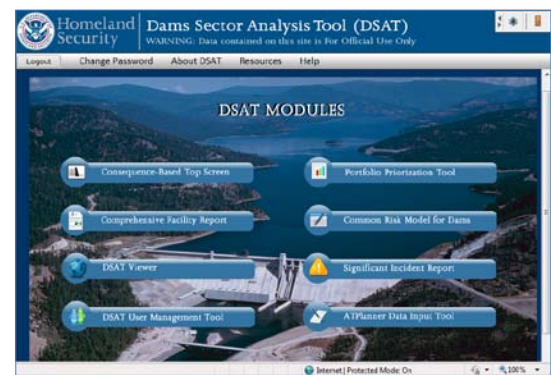 Homeland
Security
Dams Sector Analysis Tool (DSAT)
WARNING: Data contained on this site is For Official Use Only
Logout Change Password About DSAT Resources Help
DSAT MODULES
Consequence-Based Top Screen
Portfolio Priorization Tool
Comprehensive Facility Report
Common Risk Model for Dams
DSAT Viewer
Significant Incident Report
DSAT User Management Tool
ATPlanner Data Input Tool
Internet | Protected Mode: On
100%